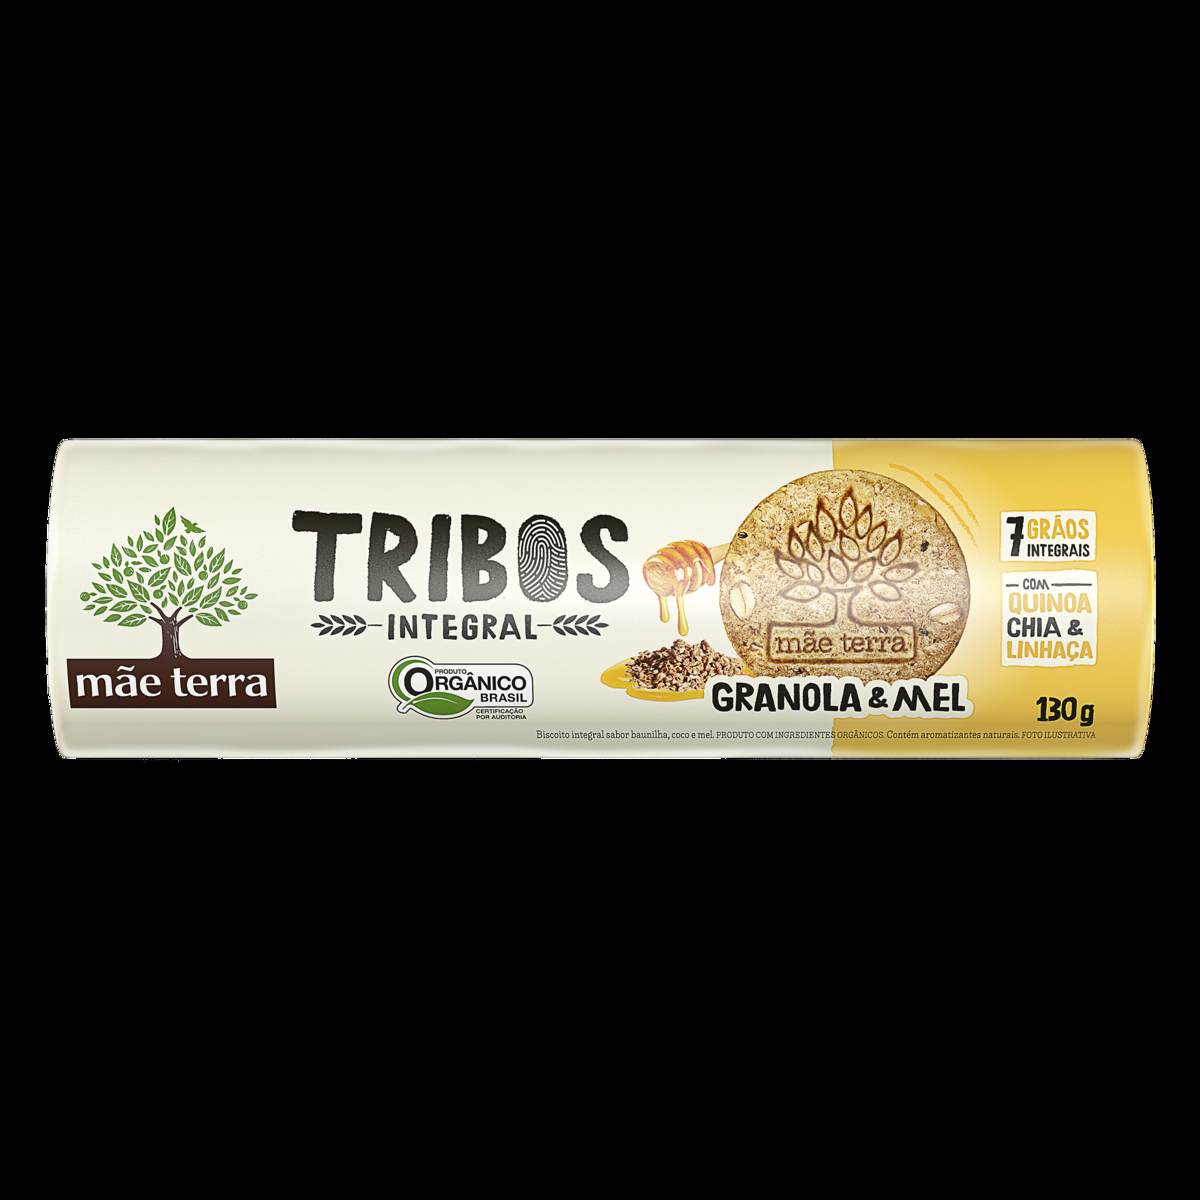 mãe terra
TRIBOS
INTEGRAL
PRODUTO
ORGÂNICO
BRASIL
CERTIFICAÇÃO
POR AUDITORIA
mãe terra
GRANOLA & MEL
7 GRÃOS
INTEGRAIS
COM
QUINOA
CHIA &
LINHAÇA
130g
Biscoito integral sabor baunilha, coco e mel. PRODUTO COM INGREDIENTES ORGÂNICOS. Contém aromatizantes naturais. FOTO ILUSTRATIVA